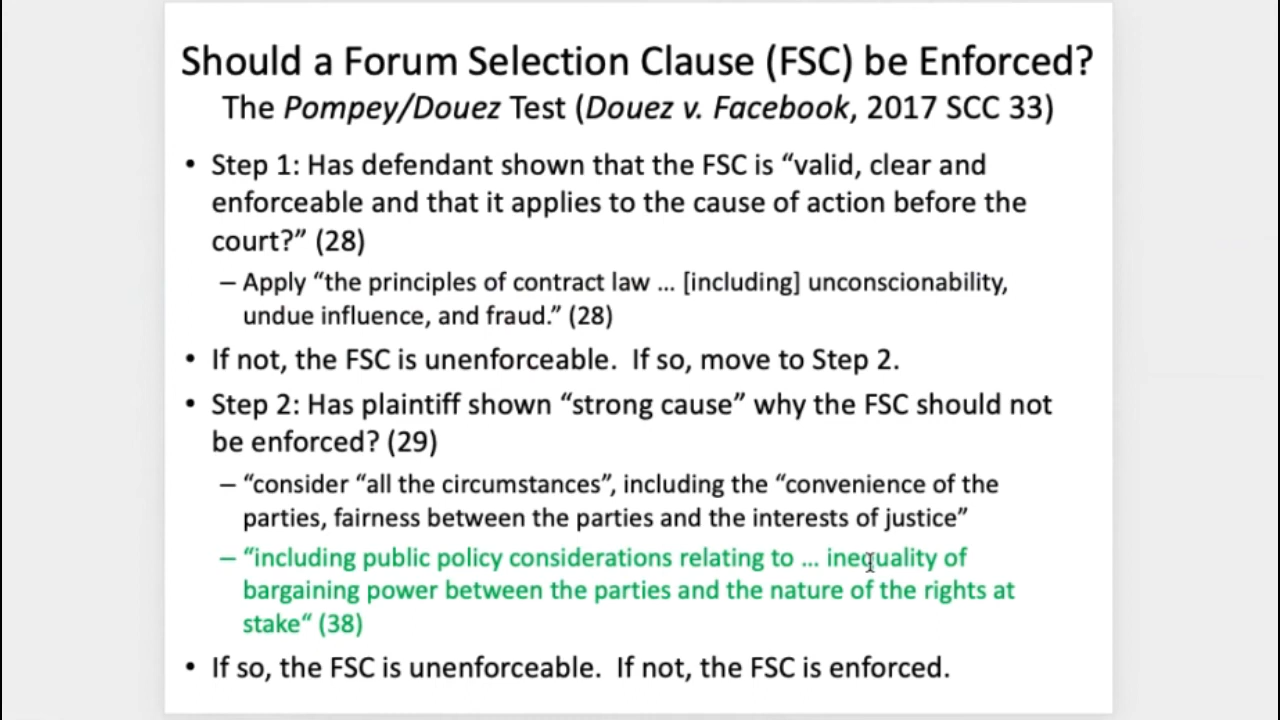 Should a Forum Selection Clause (FSC) be Enforced?
The Pompey/Douez Test (Douez v. Facebook, 2017 SCC 33)
• Step 1: Has defendant shown that the FSC is “valid, clear and
enforceable and that it applies to the cause of action before the
court?” (28)
– Apply “the principles of contract law ... [including] unconscionability,
undue influence, and fraud.” (28)
• If not, the FSC is unenforceable. If so, move to Step 2.
• Step 2: Has plaintiff shown “strong cause” why the FSC should not
be enforced? (29)
– “consider “all the circumstances”, including the “convenience of the
parties, fairness between the parties and the interests of justice”
– “including public policy considerations relating to ... inequality of
bargaining power between the parties and the nature of the rights at
stake“ (38)
• If so, the FSC is unenforceable. If not, the FSC is enforced.